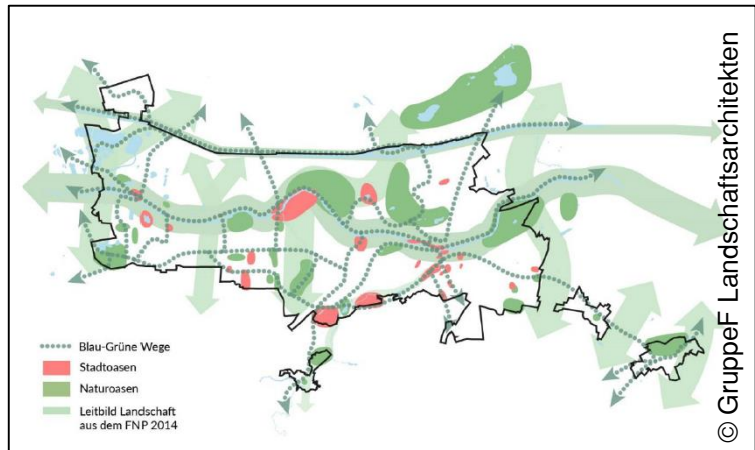 Blau-Grüne Wege
Stadtoasen
Naturoasen
Leitbild Landschaft
aus dem FNP 2014
© GruppeF Landschaftsarchitekten